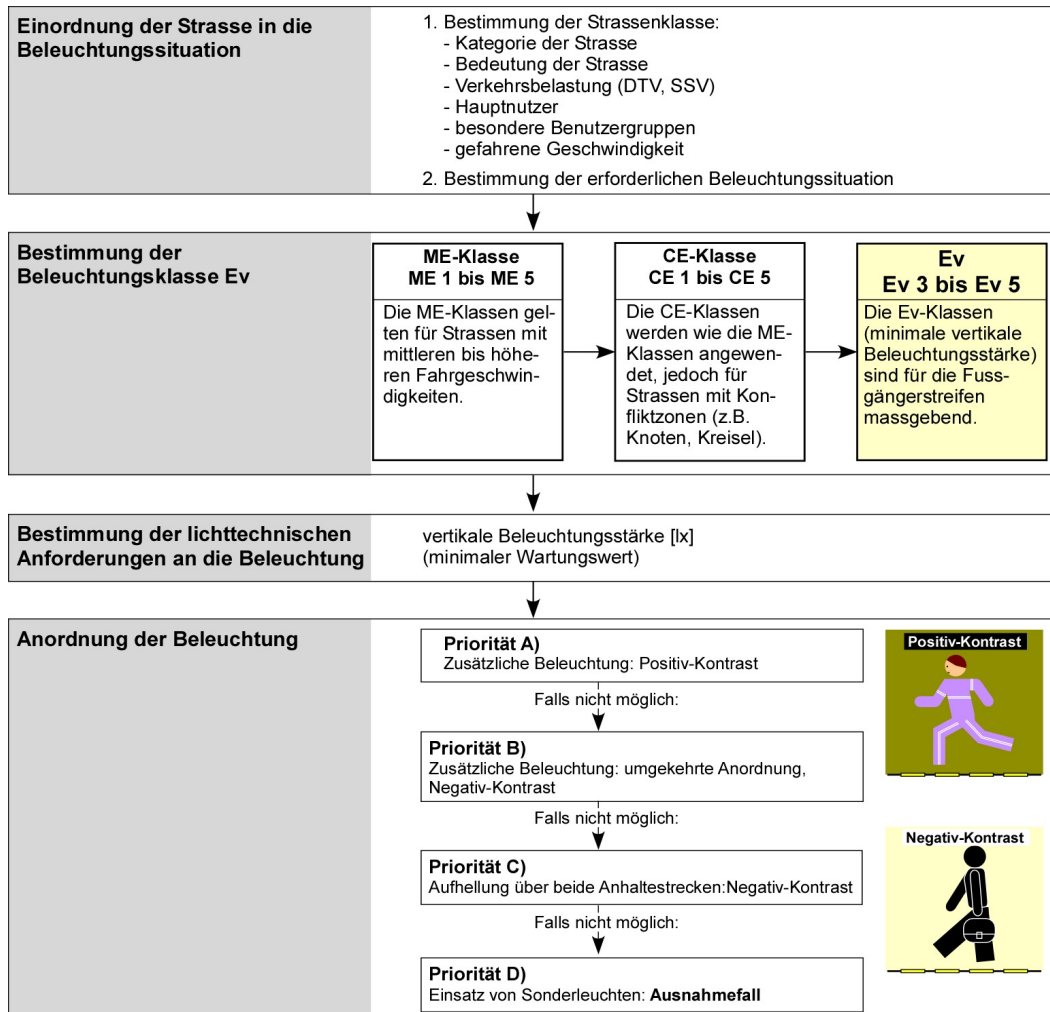 Einordnung der Strasse in die
Beleuchtungssituation
1. Bestimmung der Strassenklasse:
- Kategorie der Strasse
- Bedeutung der Strasse
- Verkehrsbelastung (DTV, SSV)
- Hauptnutzer
- besondere Benutzergruppen
- gefahrene Geschwindigkeit
2. Bestimmung der erforderlichen Beleuchtungssituation
Bestimmung der
Beleuchtungsklasse Ev
ME-Klasse
ME 1 bis ME 5
Die ME-Klassen gel-
ten für Strassen mit
mittleren bis höhe-
ren Fahrgeschwin-
digkeiten.
CE-Klasse
CE 1 bis CE 5
Die CE-Klassen
werden wie die ME-
Klassen angewen-
det, jedoch für
Strassen mit Kon-
fliktzonen (z.B.
Knoten, Kreisel).
Ev
Ev 3 bis Ev 5
Die Ev-Klassen
(minimale vertikale
Beleuchtungsstärke)
sind für die Fuss-
gängerstreifen
massgebend.
Bestimmung der lichttechnischen
Anforderungen an die Beleuchtung
vertikale Beleuchtungsstärke [lx]
(minimaler Wartungswert)
Anordnung der Beleuchtung
Priorität A)
Zusätzliche Beleuchtung: Positiv-Kontrast
Falls nicht möglich:
Priorität B)
Zusätzliche Beleuchtung: umgekehrte Anordnung,
Negativ-Kontrast
Falls nicht möglich:
Priorität C)
Aufhellung über beide Anhaltestrecken:Negativ-Kontrast
Falls nicht möglich:
Priorität D)
Einsatz von Sonderleuchten: Ausnahmefall
Positiv-Kontrast
Negativ-Kontrast